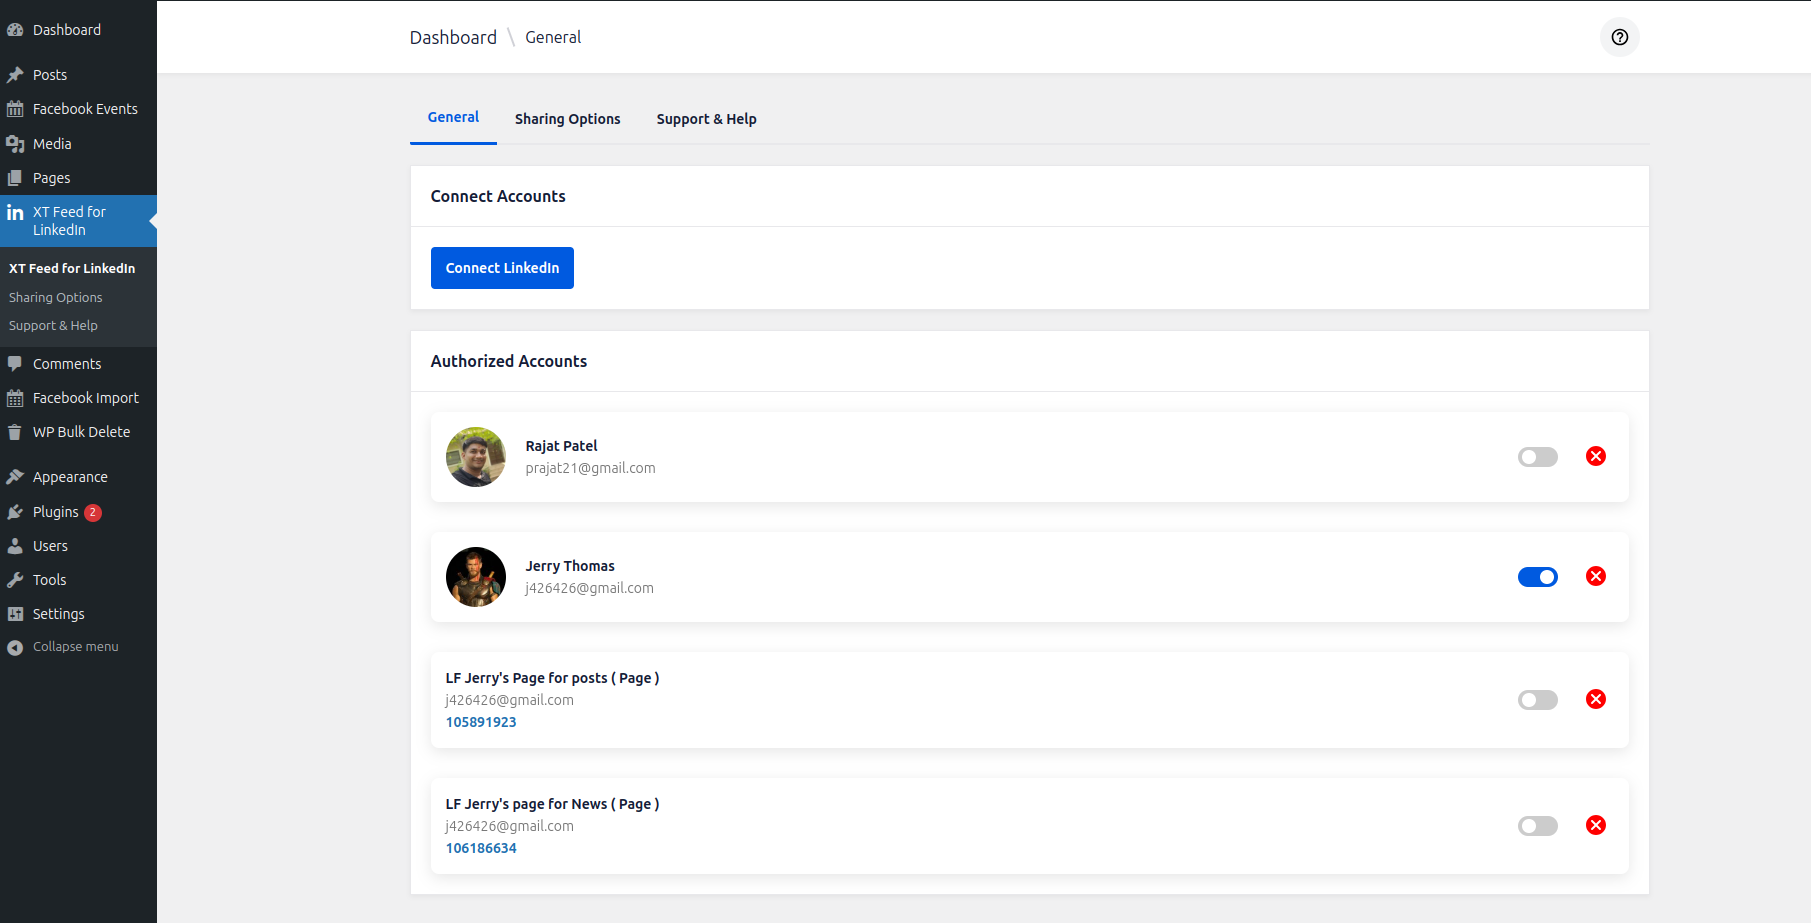 Dashboard
Posts
Facebook Events
Media
Pages
in XT Feed for
LinkedIn
XT Feed for LinkedIn
Sharing Options
Support & Help
Comments
Facebook Import
WP Bulk Delete
Appearance
Plugins 2
Users
Tools
Settings
Collapse menu
Dashboard \ General
General Sharing Options Support & Help
Connect Accounts
Connect LinkedIn
Authorized Accounts
Rajat Patel
prajat21@gmail.com
Jerry Thomas
j426426@gmail.com
LF Jerry's Page for posts ( Page )
j426426@gmail.com
105891923
LF Jerry's page for News ( Page )
j426426@gmail.com
106186634